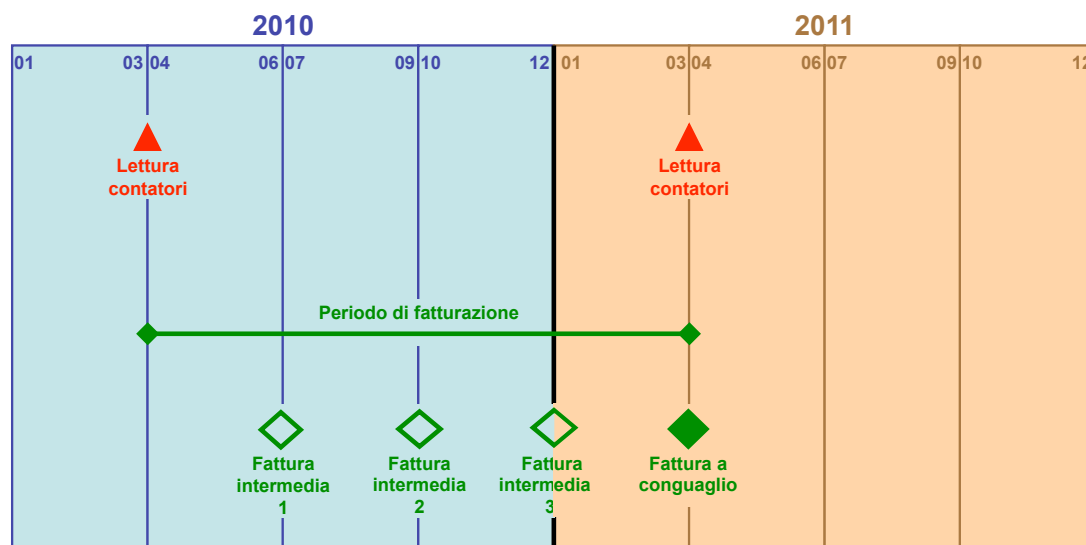 2010 2011
01 03 04 06 07 09 10 12 01 03 04 06 07 09 10 12
Lettura
contatori
Lettura
contatori
Periodo di fatturazione
Fattura
intermedia
1
Fattura
intermedia
2
Fattura
intermedia
3
Fattura a
conguaglio